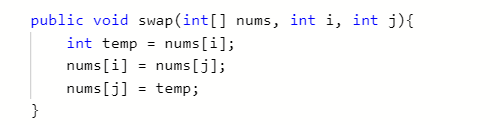 public void swap(int[] nums, int i, int j){
    int temp = nums[i];
    nums[i] = nums[j];
    nums[j] = temp;
}